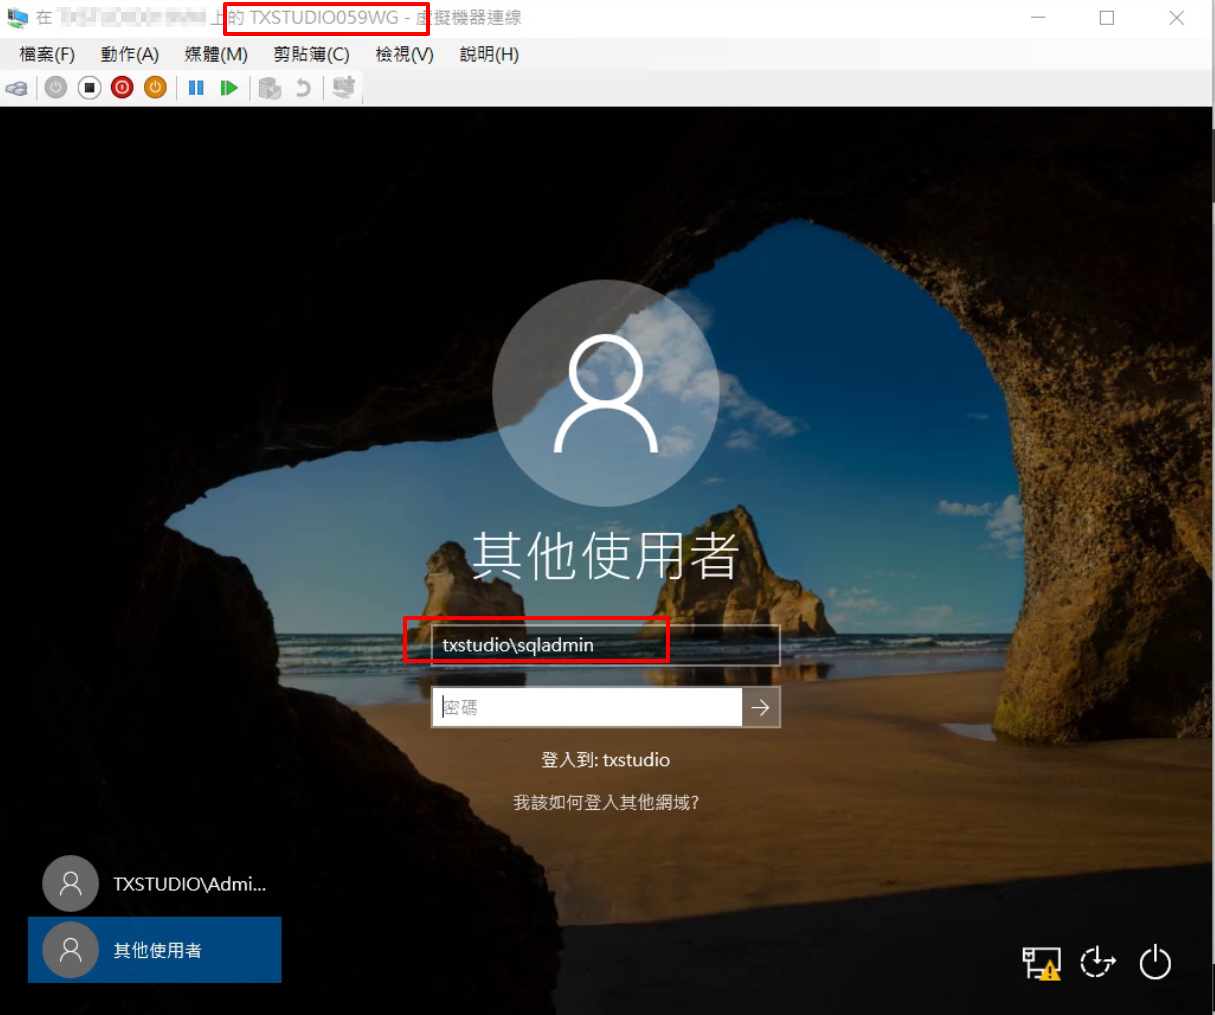 在 上的 TXSTUDIO059WG - 虛擬機器連線
檔案(F) 動作(A) 媒體(M) 剪貼簿(C) 檢視(V) 說明(H)
其他使用者
txstudio\sqladmin
密碼
登入到: txstudio
我該如何登入其他網域?
TXSTUDIO\Admi...
其他使用者